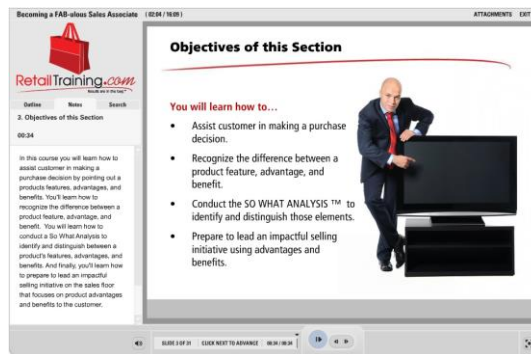 Becoming a FAB-ulous Sales Associate ( 02:04 / 16:09 )
ATTACHMENTS EXIT
RetailTraining.com
Results are in the bag.™
Outline Notes Search
3. Objectives of this Section
00:34
In this course you will learn how to
assist customer in making a
purchase decision by pointing out a
products features, advantages, and
benefits. You'll learn how to
recognize the difference between a
product feature, advantage, and
benefit. You will learn how to
conduct a So What Analysis to
identify and distinguish between a
product's features, advantages, and
benefits. And finally, you'll learn how
to prepare to lead an impactful
selling initiative on the sales floor
that focuses on product advantages
and benefits to the customer.
Objectives of this Section
You will learn how to…
• Assist customer in making a purchase
decision.
• Recognize the difference between a
product feature, advantage, and
benefit.
• Conduct the SO WHAT ANALYSIS ™ to
identify and distinguish those elements.
• Prepare to lead an impactful selling
initiative using advantages and
benefits.
SLIDE 3 OF 21 CLICK NEXT TO ADVANCE 00:34 / 00:34